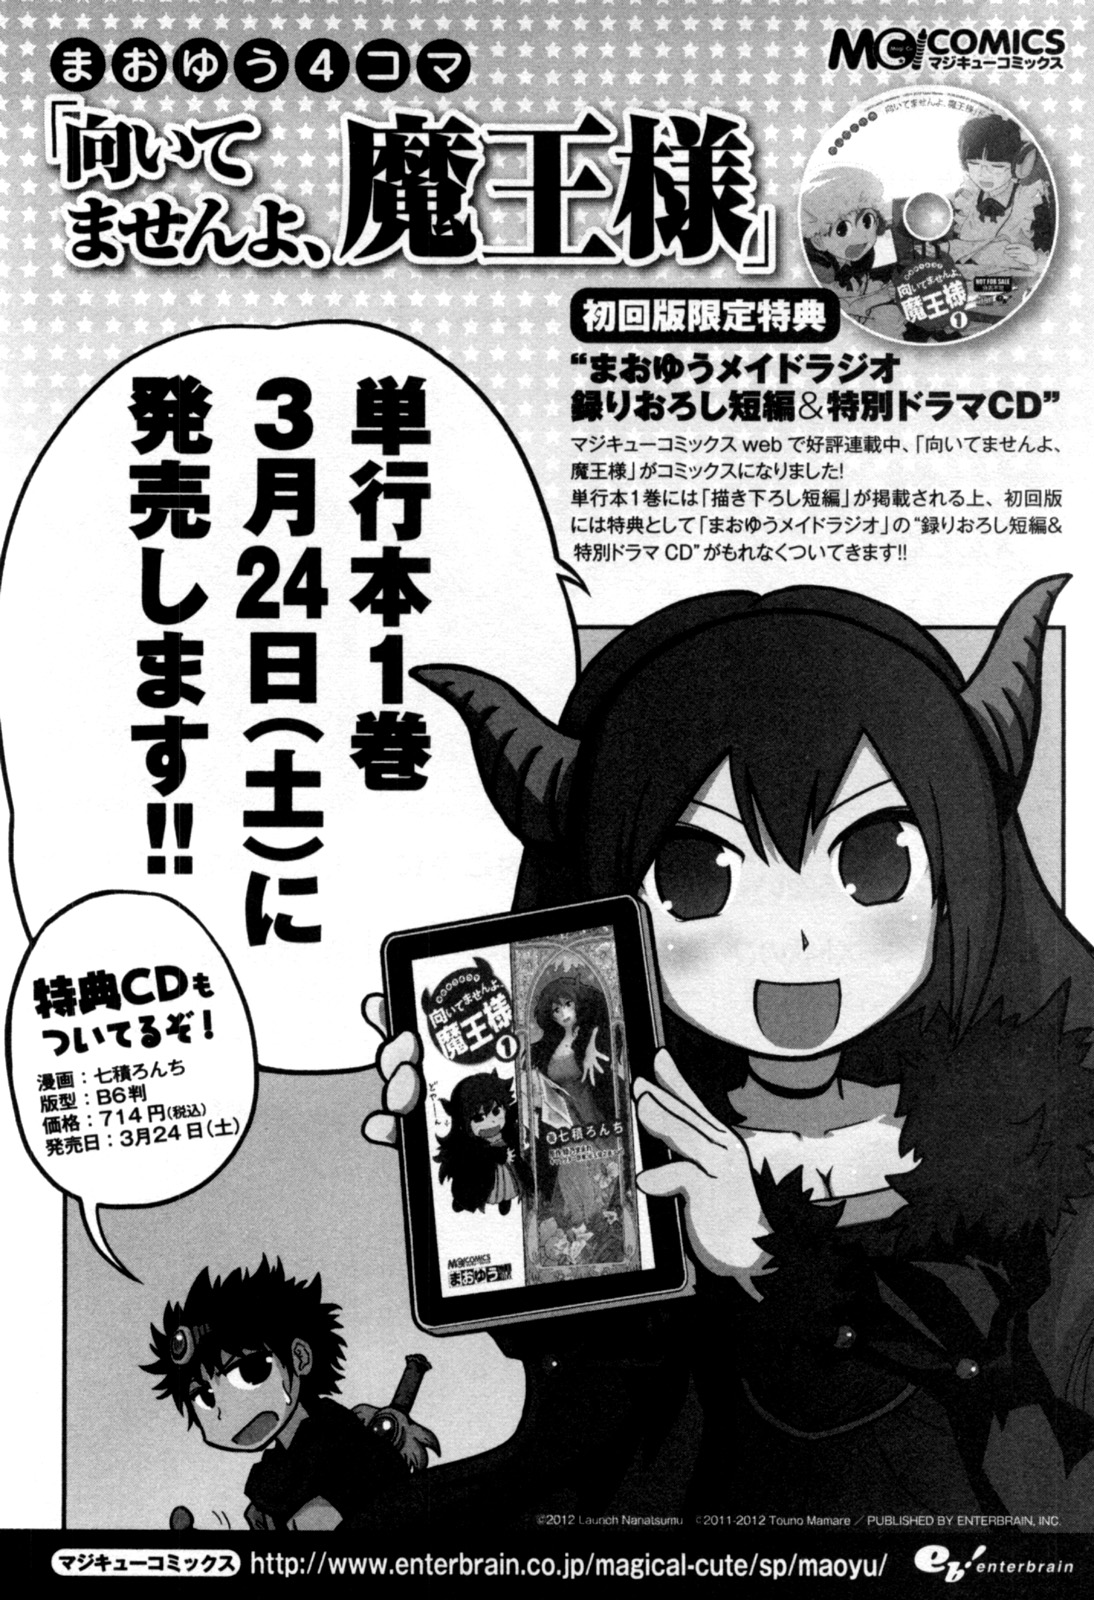 まおゆう4コマ
MGi COMICS
マジキューコミックス
「向いて
ませんよ、魔王様」
向いてませんよ、
魔王様
1
NOT FOR SALE
初回版限定特典
“まおゆうメイドラジオ
録りおろし短編&特別ドラマCD”
マジキューコミックス web で好評連載中、「向いてませんよ、
魔王様」がコミックスになりました!
単行本1巻には「描き下ろし短編」が掲載される上、初回版
には特典として「まおゆうメイドラジオ」の“録りおろし短編&
特別ドラマ CD”がもれなくついてきます!!
単行本1巻
3月24日(土)に
発売します!!
特典CDも
ついてるぞ!
漫画:七積ろんち
版型:B6判
価格:714円(税込)
発売日:3月24日(土)
向いてませんよ、
魔王様
1
どやーん
七積ろんち
MGi COMICS
まおゆう
©2012 Launch Nanatsumu ©2011-2012 Touno Mamare / PUBLISHED BY ENTERBRAIN, INC.
マジキューコミックス http://www.enterbrain.co.jp/magical-cute/sp/maoyu/ eb! enterbrain